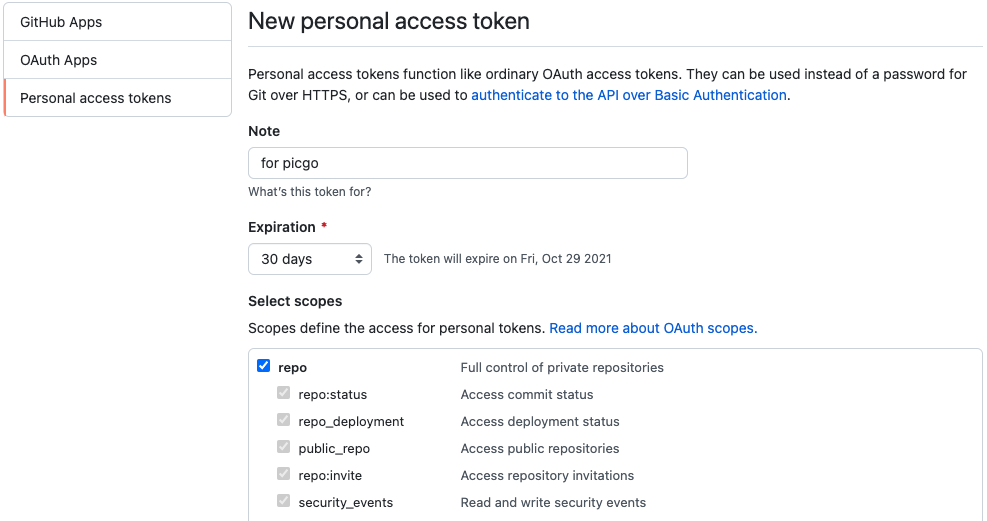 GitHub Apps
OAuth Apps
Personal access tokens
New personal access token
Personal access tokens function like ordinary OAuth access tokens. They can be used instead of a password for
Git over HTTPS, or can be used to authenticate to the API over Basic Authentication.
Note
for picgo
What's this token for?
Expiration *
30 days The token will expire on Fri, Oct 29 2021
Select scopes
Scopes define the access for personal tokens. Read more about OAuth scopes.
repo Full control of private repositories
repo:status Access commit status
repo_deployment Access deployment status
public_repo Access public repositories
repo:invite Access repository invitations
security_events Read and write security events